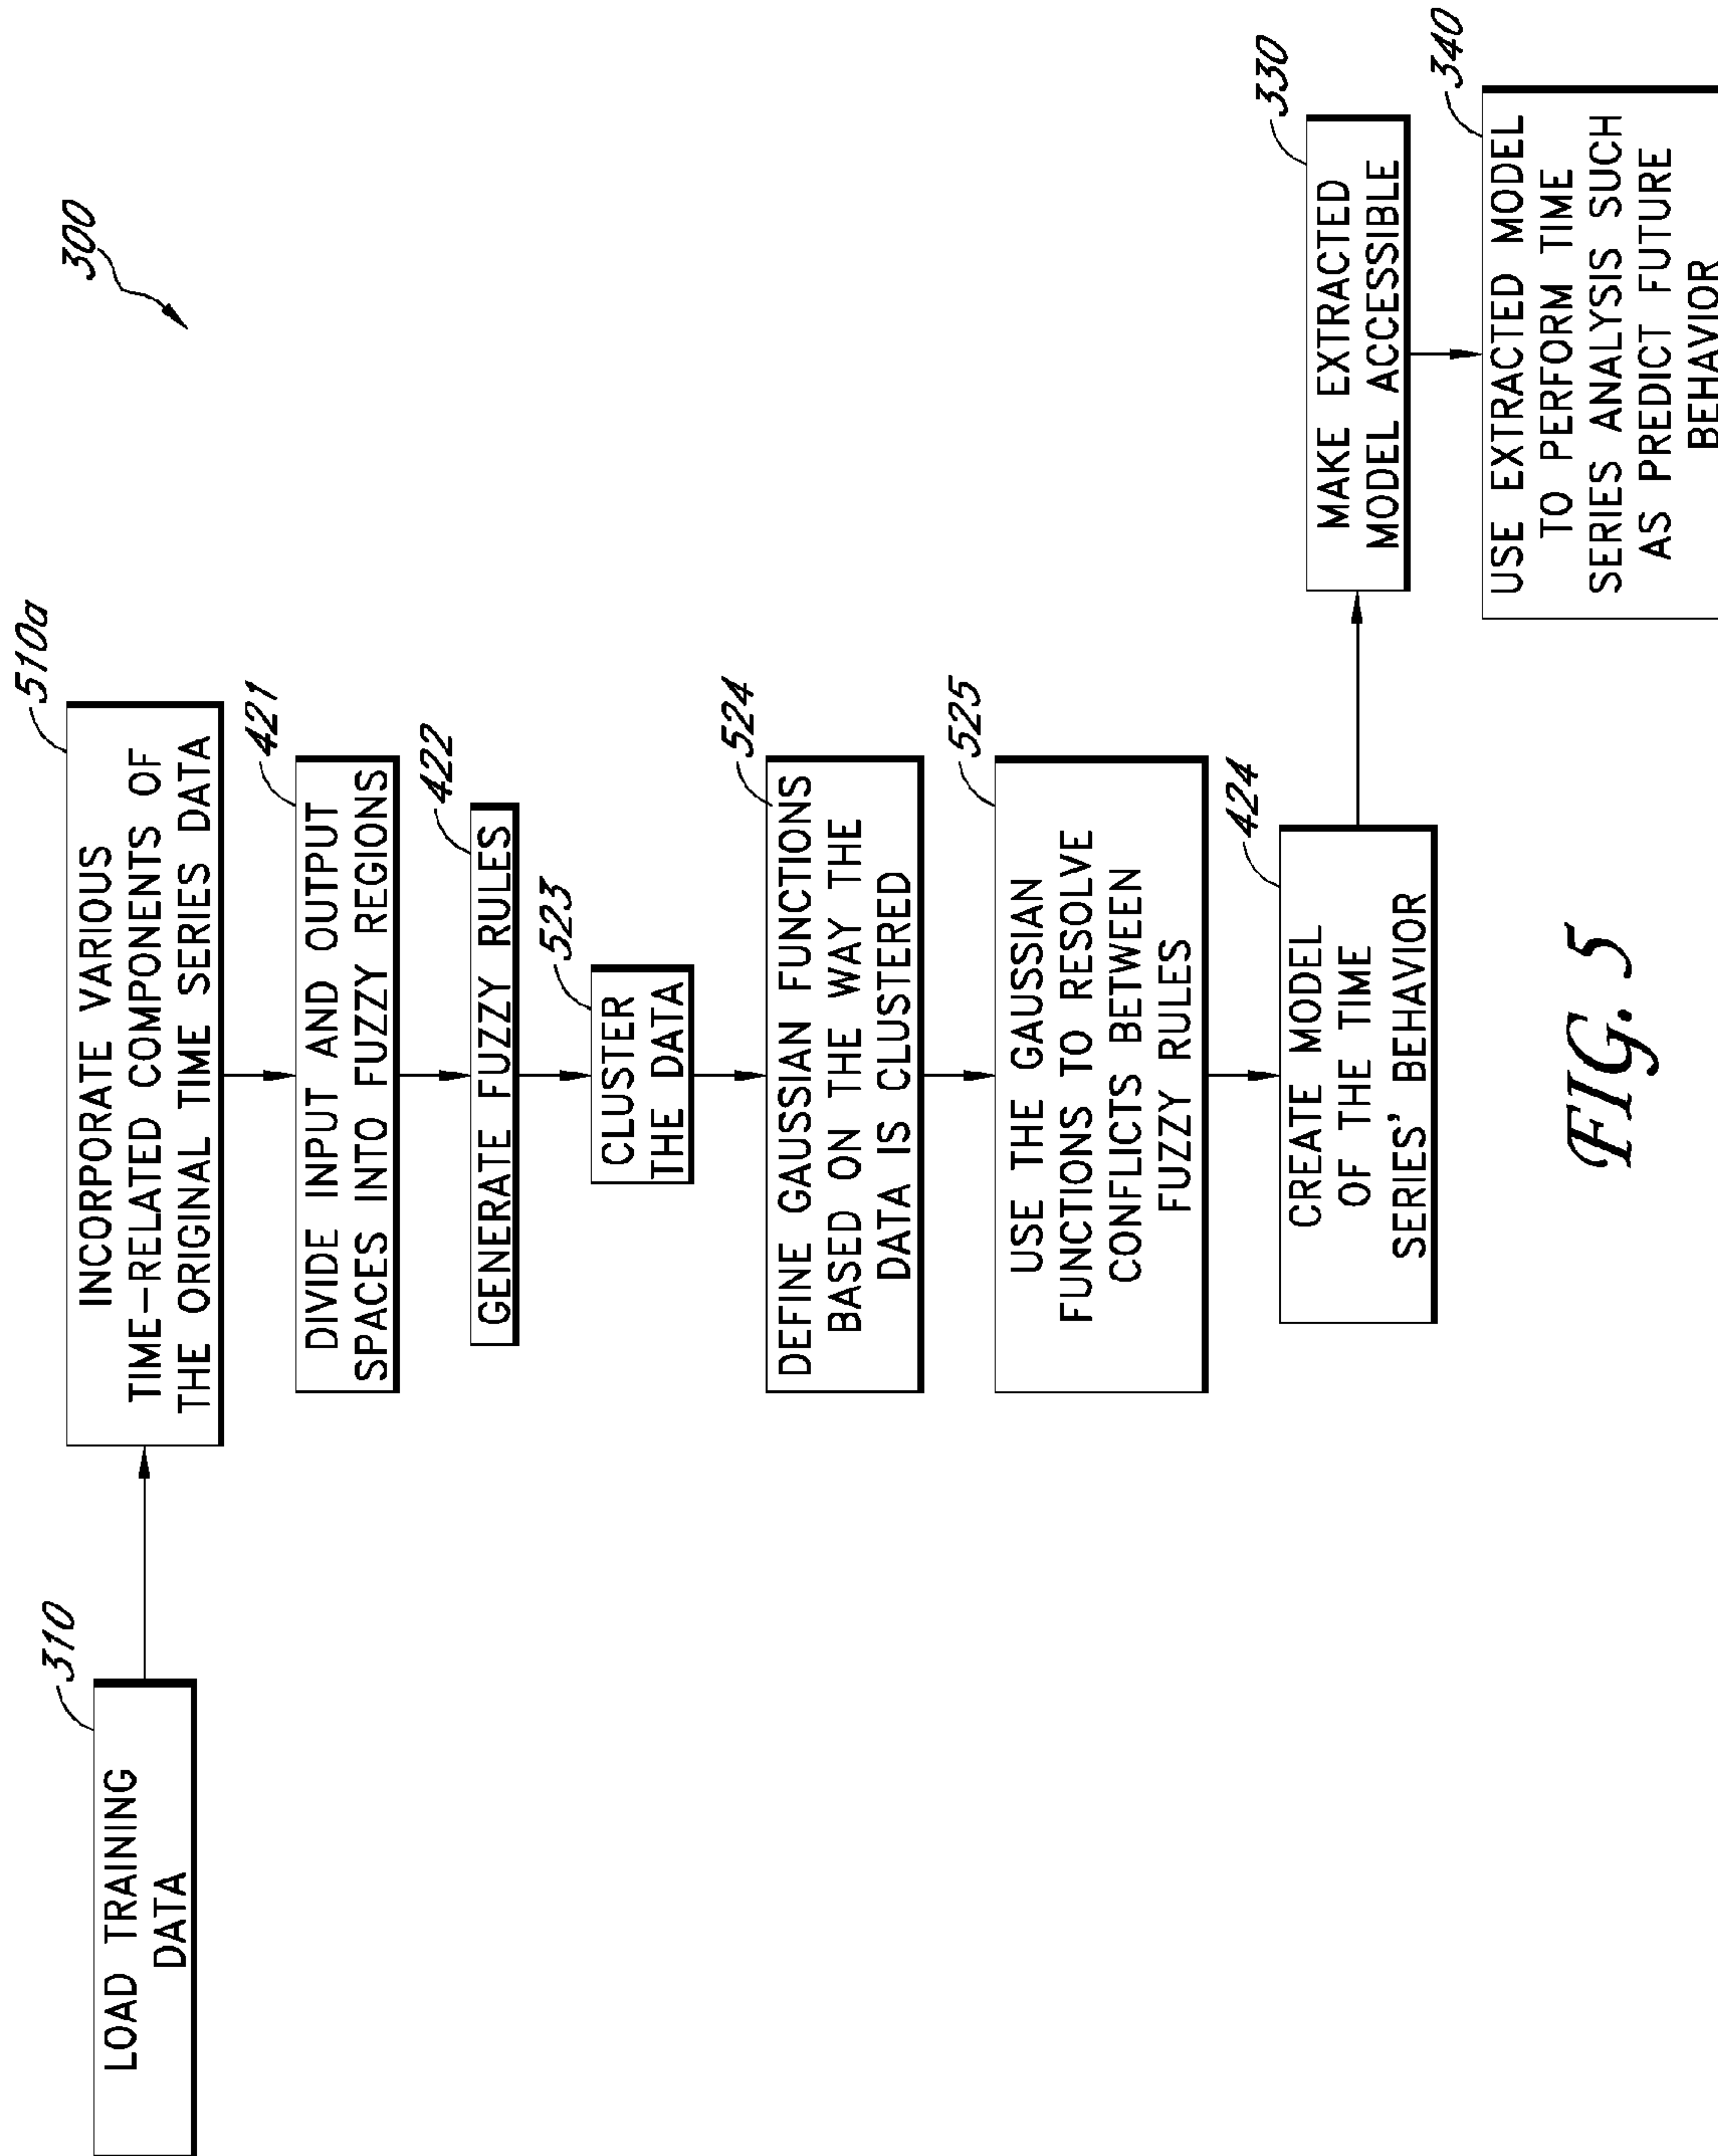 300
310
LOAD TRAINING
DATA
510a
INCORPORATE VARIOUS
TIME-RELATED COMPONENTS OF
THE ORIGINAL TIME SERIES DATA
421
DIVIDE INPUT AND OUTPUT
SPACES INTO FUZZY REGIONS
422
GENERATE FUZZY RULES
523
CLUSTER
THE DATA
524
DEFINE GAUSSIAN FUNCTIONS
BASED ON THE WAY THE
DATA IS CLUSTERED
525
USE THE GAUSSIAN
FUNCTIONS TO RESOLVE
CONFLICTS BETWEEN
FUZZY RULES
424
CREATE MODEL
OF THE TIME
SERIES' BEHAVIOR
330
MAKE EXTRACTED
MODEL ACCESSIBLE
340
USE EXTRACTED MODEL
TO PERFORM TIME
SERIES ANALYSIS SUCH
AS PREDICT FUTURE
BEHAVIOR
FIG. 5